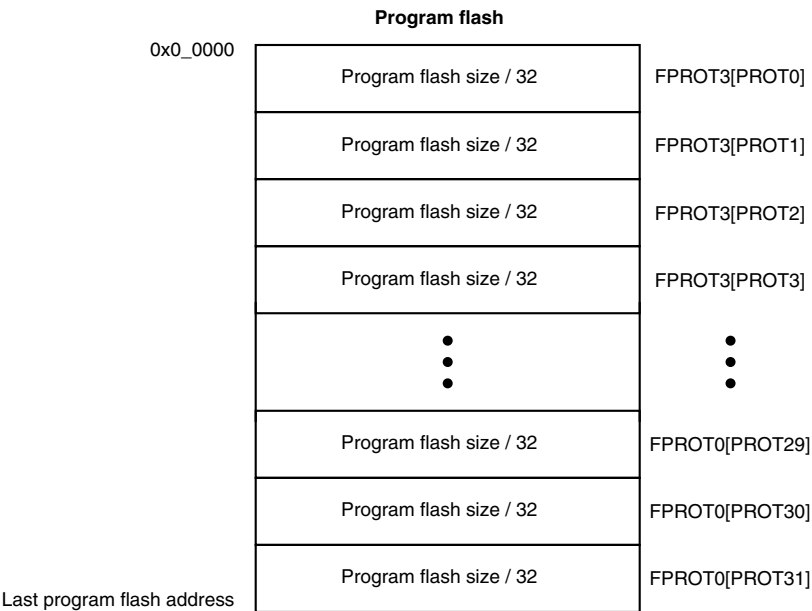 Program flash
0x0_0000
Program flash size / 32 FPROT3[PROT0]
Program flash size / 32 FPROT3[PROT1]
Program flash size / 32 FPROT3[PROT2]
Program flash size / 32 FPROT3[PROT3]
Program flash size / 32 FPROT0[PROT29]
Program flash size / 32 FPROT0[PROT30]
Program flash size / 32 FPROT0[PROT31]
Last program flash address